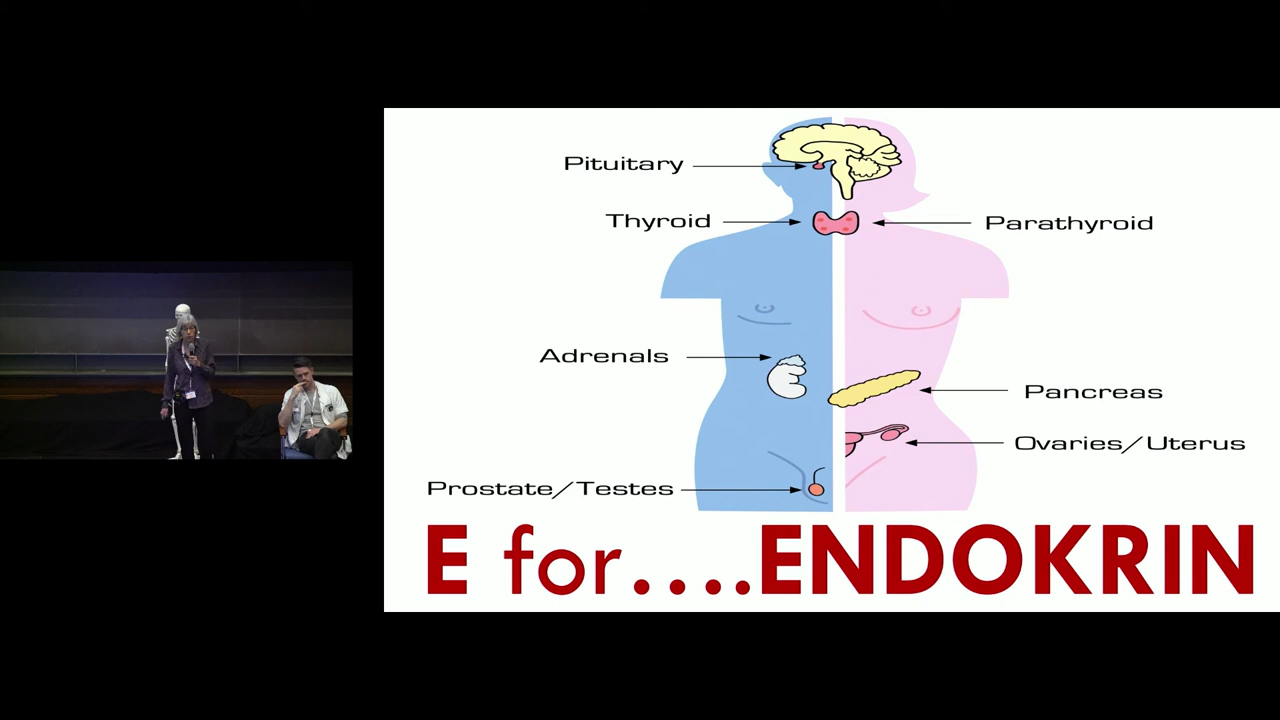 Pituitary
Thyroid
Parathyroid
Adrenals
Pancreas
Ovaries/Uterus
Prostate/Testes
E for....ENDOKRIN